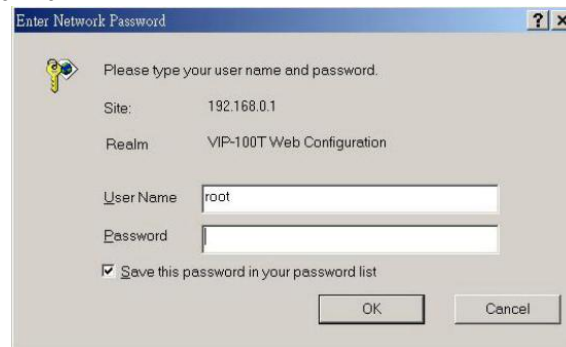 Enter Network Password
Please type your user name and password.
Site: 192.168.0.1
Realm VIP-100T Web Configuration
User Name root
Password
Save this password in your password list
OK Cancel